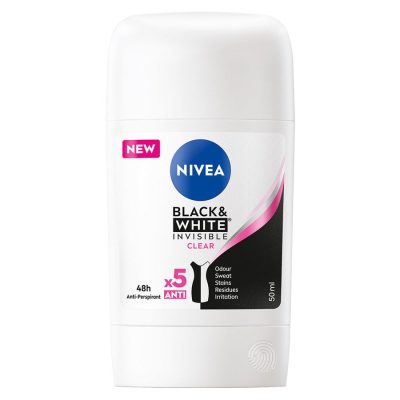 NEW
NIVEA
BLACK&
WHITE®
INVISIBLE
CLEAR
48h
Anti-Perspirant
x5
ANTI
Odour
Sweat
Stains
Residues
Irritation
50 ml